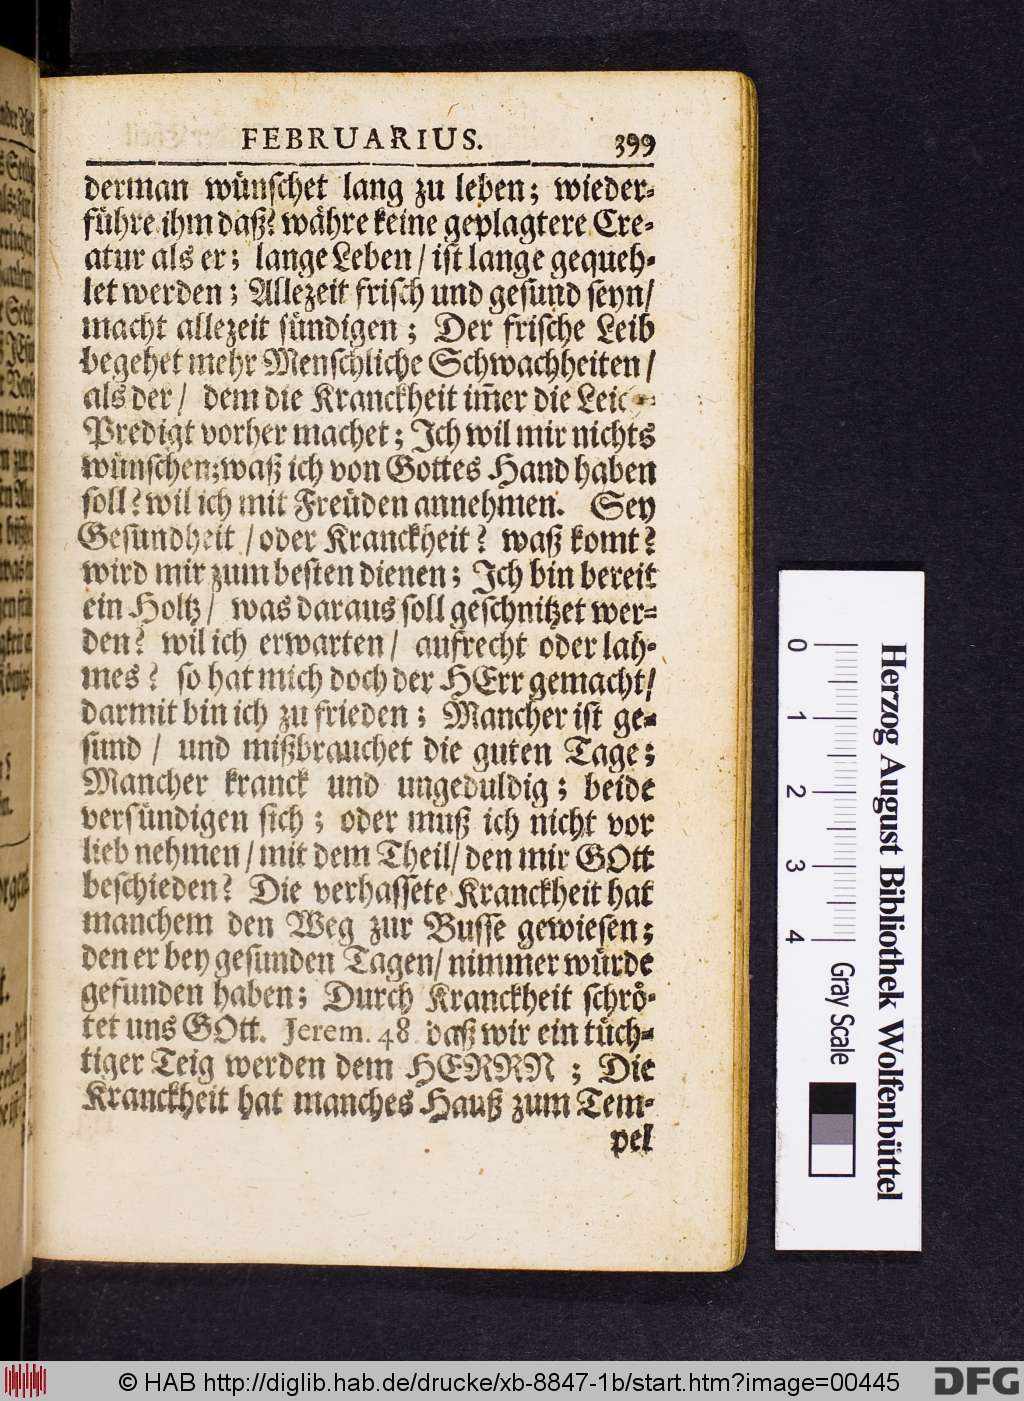 FEBRUARIUS. 399
derman wünschet lang zu leben; wieder-
führe ihm daß? währe keine geplagtere Cre-
atur als er; lange Leben / ist lange gequeh-
let werden; Allezeit frisch und gesund seyn/
macht allezeit sündigen; Der frische Leib
begehet mehr Menschliche Schwachheiten /
als der / dem die Kranckheit im̃er die
Predigt vorher machet; Ich wil mir nichts
wünschen; waß ich von Gottes Hand haben
soll? wil ich mit Freuden annehmen. Sey
Gesundheit / oder Kranckheit? waß komt?
wird mir zum besten dienen; Ich bin bereit
ein Holtz / was daraus soll geschnitzet wer-
den? wil ich erwarten / aufrecht oder lah-
mes? so hat mich doch der HErr gemacht/
darmit bin ich zu frieden; Mancher ist ge-
sund / und mißbrauchet die guten Tage;
Mancher kranck und ungeduldig; beide
versündigen sich; oder muß ich nicht vor
lieb nehmen / mit dem Theil / den mir GOtt
beschieden? Die verhassete Kranckheit hat
manchem den Weg zur Busse gewiesen;
den er bey gesunden Tagen / nimmer würde
gefunden haben; Durch Kranckheit schrö-
tet uns GOtt. Jerem. 48 daß wir ein tüch-
tiger Teig werden dem HERRN; Die
Kranckheit hat manches Hauß zum Tem-
pel
Herzog August Bibliothek Wolfenbüttel
0 1 2 3 4 Gray Scale
© HAB http://diglib.hab.de/drucke/xb-8847-1b/start.htm?image=00445
DFG